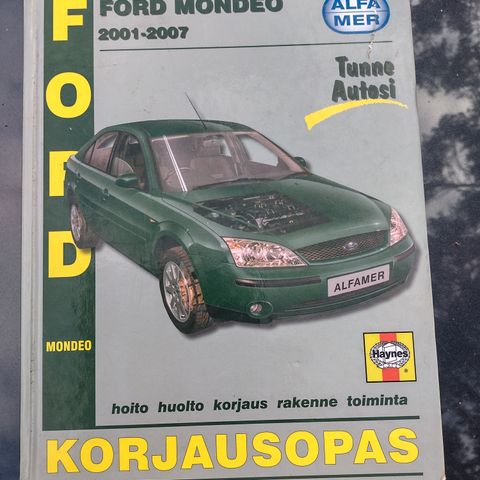 FORD
FORD MONDEO
2001-2007
ALFA
MER
Tunne
Autosi
ALFAMER
MONDEO
Haynes
®
hoito huolto korjaus rakenne toiminta
KORJAUSOPAS